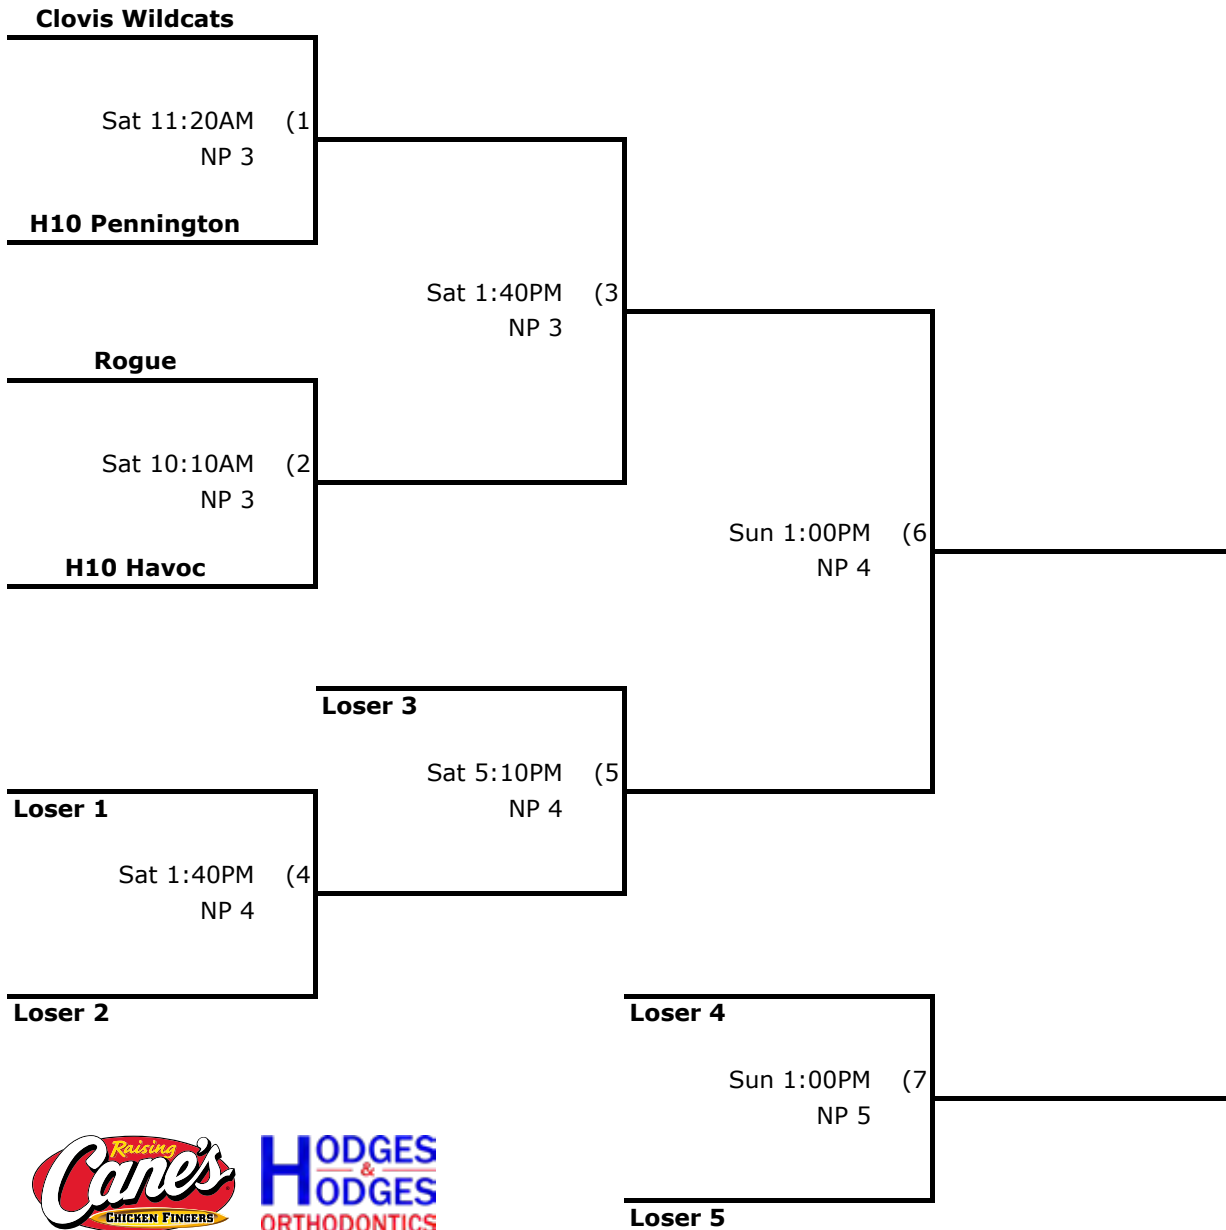 Clovis Wildcats
Sat 11:20AM (1
NP 3
H10 Pennington
Sat 1:40PM (3
NP 3
Rogue
Sat 10:10AM (2
NP 3
Sun 1:00PM (6
NP 4
H10 Havoc
Loser 3
Sat 5:10PM (5
NP 4
Loser 1
Sat 1:40PM (4
NP 4
Loser 2
Loser 4
Sun 1:00PM (7
NP 5
Loser 5
Raising
Cane's
CHICKEN FINGERS
HODGES
&
HODGES
ORTHODONTICS